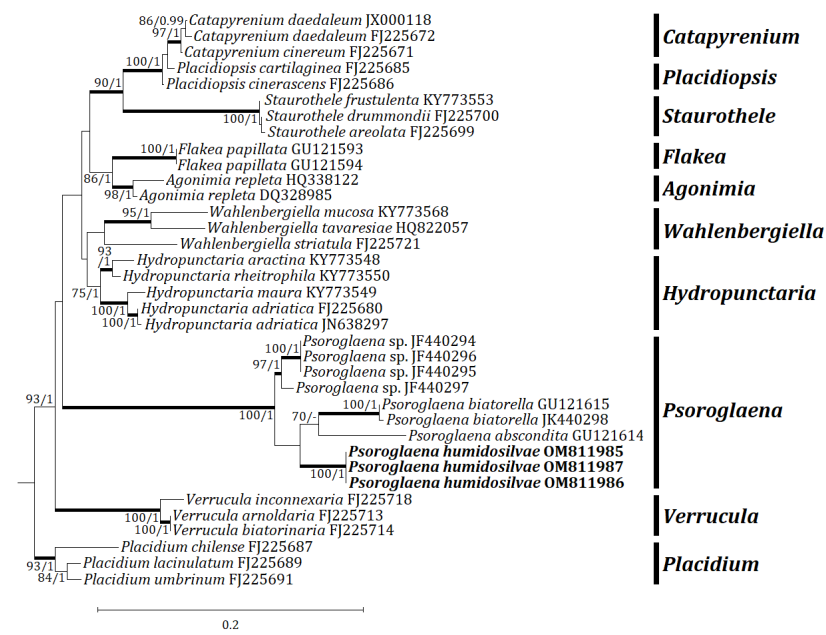 86/0.99 Catapyrenium daedaleum JX000118
97/1 Catapyrenium daedaleum FJ225672
Catapyrenium cinereum FJ225671
Catapyrenium
100/1 Placidiopsis cartilaginea FJ225685
Placidiopsis cinerascens FJ225686
Placidiopsis
90/1
Staurothele frustulenta KY773553
100/1 Staurothele drummondii FJ225700
Staurothele areolata FJ225699
Staurothele
100/1 Flakea papillata GU121593
Flakea papillata GU121594
Flakea
86/1 Agonimia repleta HQ338122
98/1 Agonimia repleta DQ328985
Agonimia
95/1 Wahlenbergiella mucosa KY773568
Wahlenbergiella tavaresiae HQ822057
Wahlenbergiella striatula FJ225721
Wahlenbergiella
93
/1 Hydropunctaria aractina KY773548
Hydropunctaria rheitrophila KY773550
75/1 Hydropunctaria maura KY773549
100/1 Hydropunctaria adriatica FJ225680
100/1 Hydropunctaria adriatica JN638297
Hydropunctaria
Psoroglaena sp. JF440294
100/1 Psoroglaena sp. JF440296
97/1 Psoroglaena sp. JF440295
Psoroglaena sp. JF440297
93/1
100/1
100/1 Psoroglaena biatorella GU121615
70/- Psoroglaena biatorella JK440298
Psoroglaena abscondita GU121614
Psoroglaena humidosilvae OM811985
Psoroglaena humidosilvae OM811987
100/1 Psoroglaena humidosilvae OM811986
Psoroglaena
Verrucula inconnexaria FJ225718
100/1 Verrucula arnoldaria FJ225713
100/1 Verrucula biatorinaria FJ225714
Verrucula
Placidium chilense FJ225687
93/1 Placidium lacinulatum FJ225689
84/1 Placidium umbrinum FJ225691
Placidium
0.2